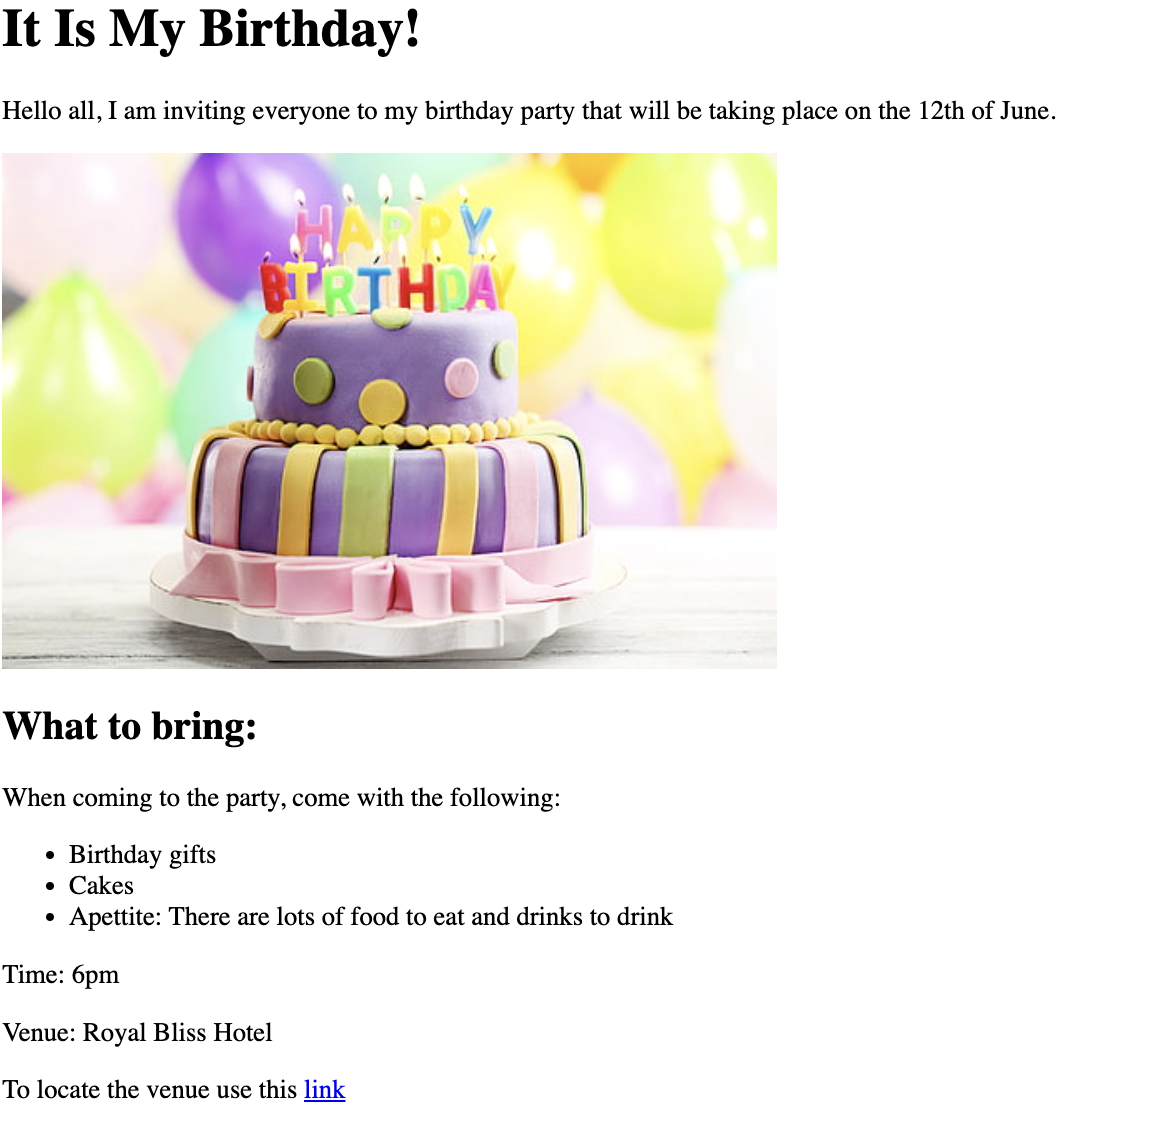 It Is My Birthday!
Hello all, I am inviting everyone to my birthday party that will be taking place on the 12th of June.
HAPPY
BIRTHDAY
What to bring:
When coming to the party, come with the following:
• Birthday gifts
• Cakes
• Apettite: There are lots of food to eat and drinks to drink
Time: 6pm
Venue: Royal Bliss Hotel
To locate the venue use this link